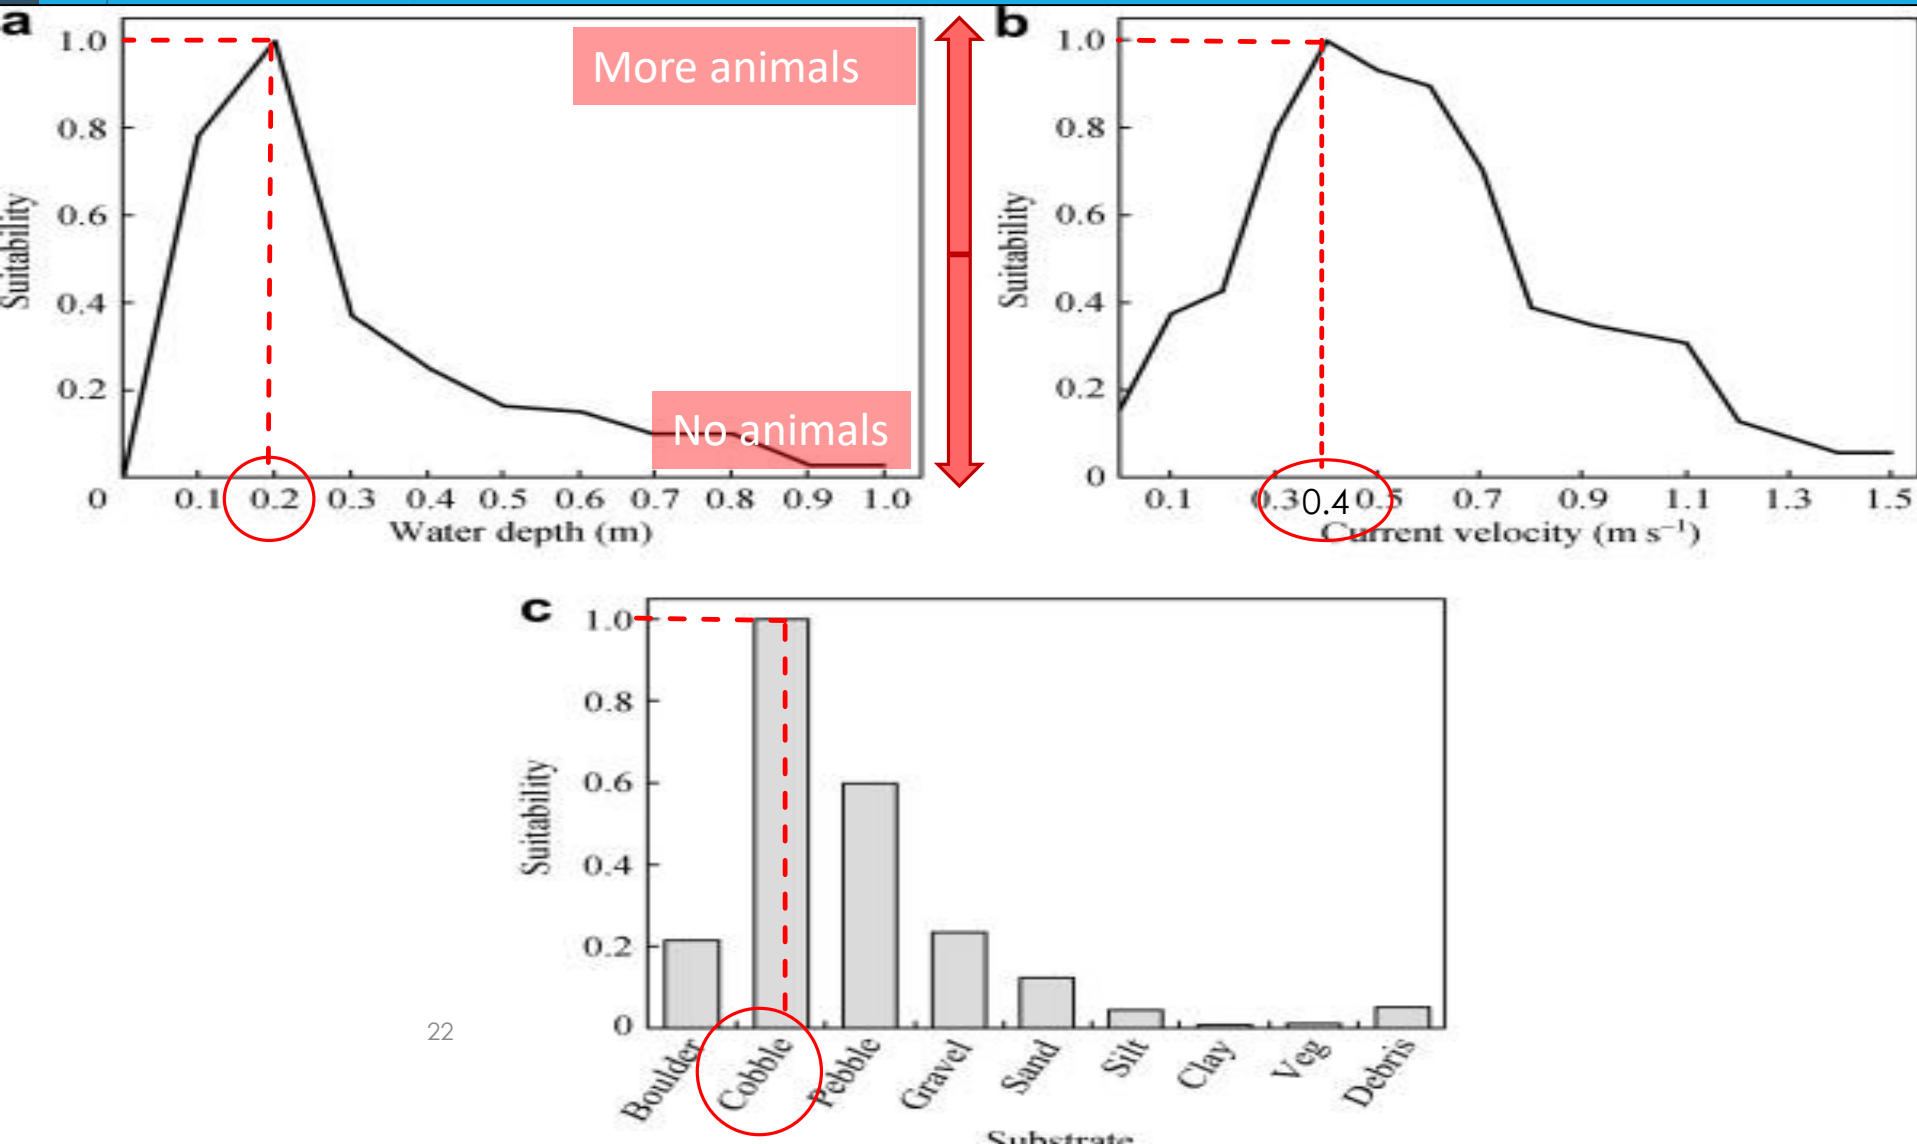 a
More animals
No animals
1.0
0.8
0.6
0.4
0.2
0
Suitability
0.1 0.2 0.3 0.4 0.5 0.6 0.7 0.8 0.9 1.0
Water depth (m)
b
1.0
0.8
0.6
0.4
0.2
0
Suitability
0.1 0.3 0.4 0.5 0.7 0.9 1.1 1.3 1.5
Current velocity (m s⁻¹)
c
1.0
0.8
0.6
0.4
0.2
0
Suitability
Boulder Cobble Pebble Gravel Sand Silt Clay Veg Debris
Substrate
22